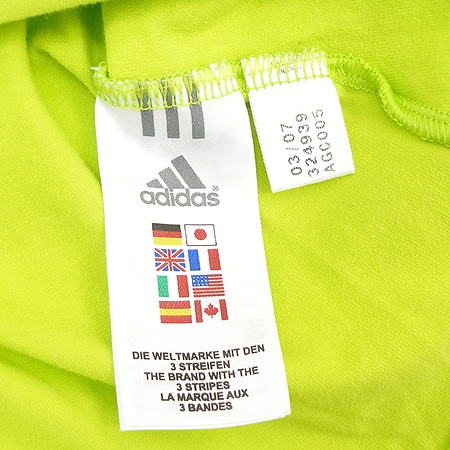 adidas®
DIE WELTMARKE MIT DEN
3 STREIFEN
THE BRAND WITH THE
3 STRIPES
LA MARQUE AUX
3 BANDES
03/07
324939
AGC005